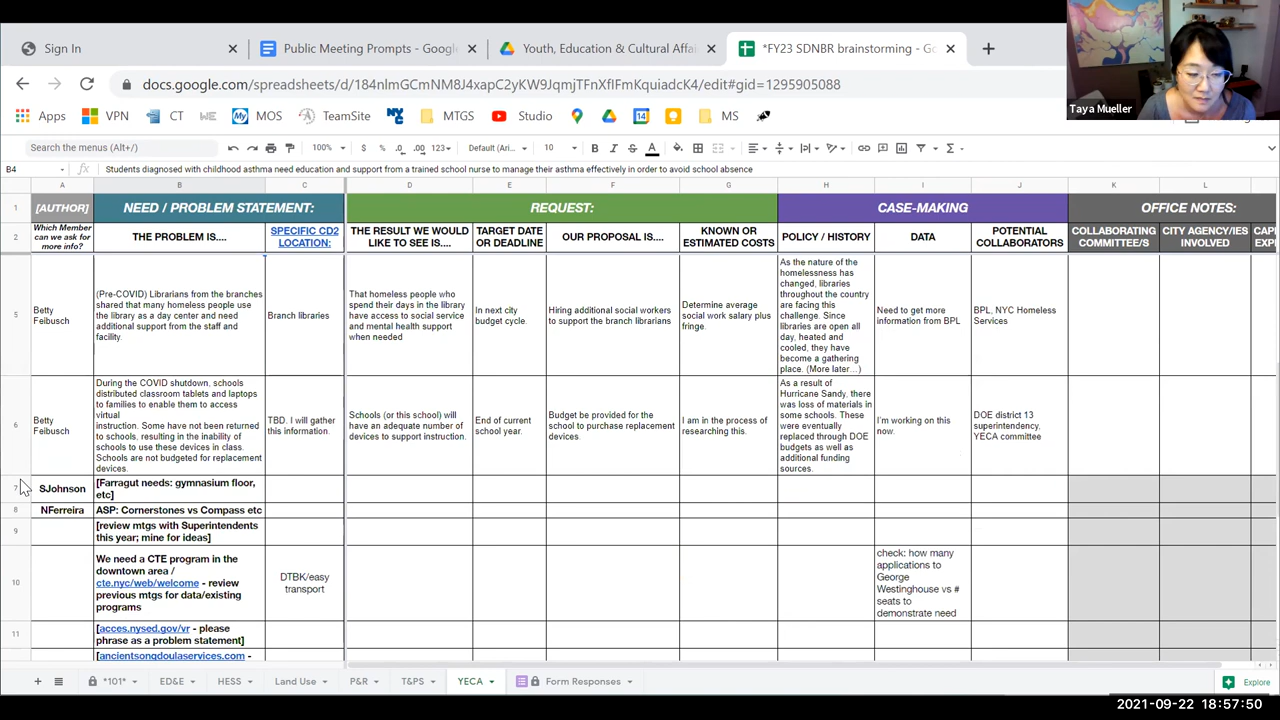 Sign In
Public Meeting Prompts - Google
Youth, Education & Cultural Affai
*FY23 SDNBR brainstorming - Go
docs.google.com/spreadsheets/d/184nlmGCmNM8J4xapC2yKW9JqmjTFnXfIFmKquiadcK4/edit#gid=1295905088
Taya Mueller
Apps
VPN
CT
WE
MOS
TeamSite
NYC
MTGS
Studio
14
MS
Search the menus (Alt+/)
100%
$ % .0 .00 123
Default (Ari...
10
B I S A
B4
fx
Students diagnosed with childhood asthma need education and support from a trained school nurse to manage their asthma effectively in order to avoid school absence
A B C D E F G H I J K L
1
[AUTHOR]
NEED / PROBLEM STATEMENT:
REQUEST:
CASE-MAKING
OFFICE NOTES:
2
Which Member
can we ask for
more info?
THE PROBLEM IS....
SPECIFIC CD2
LOCATION:
THE RESULT WE WOULD
LIKE TO SEE IS....
TARGET DATE
OR DEADLINE
OUR PROPOSAL IS....
KNOWN OR
ESTIMATED COSTS
POLICY / HISTORY
DATA
POTENTIAL
COLLABORATORS
COLLABORATING
COMMITTEE/S
CITY AGENCY/IES
INVOLVED
CAP
EXP
5
Betty
Feibusch
(Pre-COVID) Librarians from the branches
shared that many homeless people use
the library as a day center and need
additional support from the staff and
facility.
Branch libraries
That homeless people who
spend their days in the library
have access to social service
and mental health support
when needed
In next city
budget cycle.
Hiring additional social workers
to support the branch librarians
Determine average
social work salary plus
fringe.
As the nature of the
homelessness has
changed, libraries
throughout the country
are facing this
challenge. Since
libraries are open all
day, heated and
cooled, they have
become a gathering
place. (More later…)
Need to get more
information from BPL
BPL, NYC Homeless
Services
6
Betty
Feibusch
During the COVID shutdown, schools
distributed classroom tablets and laptops
to families to enable them to access
virtual
instruction. Some have not been returned
to schools, resulting in the inability of
schools to use these devices in class.
Schools are not budgeted for replacement
devices.
TBD. I will gather
this information.
Schools (or this school) will
have an adequate number of
devices to support instruction.
End of current
school year.
Budget be provided for the
school to purchase replacement
devices.
I am in the process of
researching this.
As a result of
Hurricane Sandy, there
was loss of materials in
some schools. These
were eventually
replaced through DOE
budgets as well as
additional funding
sources.
I'm working on this
now.
DOE district 13
superintendency,
YECA committee
7
SJohnson
[Farragut needs: gymnasium floor,
etc]
8
NFerreira
ASP: Cornerstones vs Compass etc
9
[review mtgs with Superintendents
this year; mine for ideas]
10
We need a CTE program in the
downtown area /
cte.nyc/web/welcome - review
previous mtgs for data/existing
programs
DTBK/easy
transport
check: how many
applications to
George
Westinghouse vs #
seats to
demonstrate need
11
[acces.nysed.gov/vr - please
phrase as a problem statement]
[ancientsongdoulaservices.com -
*101*
ED&E
HESS
Land Use
P&R
T&PS
YECA
Form Responses
Explore
2021-09-22 18:57:50